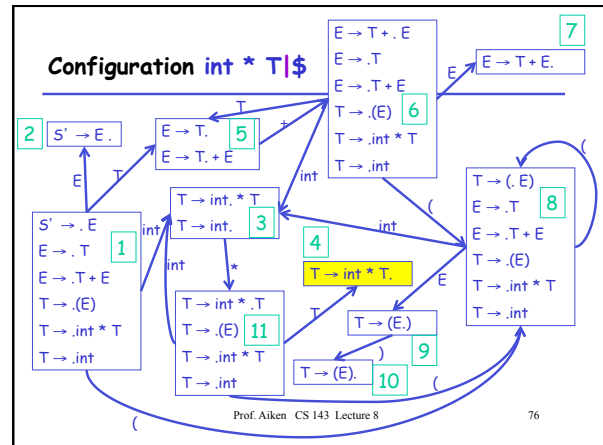 Configuration int * T|$
E → T + . E
E → .T
E → .T + E
T → .(E)
T → .int * T
T → .int
6
7
E → T + E.
E
2
S' → E .
E → T.
E → T. + E
5
T
+
E
T
int
(
(
T → int. * T
T → int.
3
int
T → (. E)
E → .T
E → .T + E
T → .(E)
T → .int * T
T → .int
8
S' → . E
E → . T
E → .T + E
T → .(E)
T → .int * T
T → .int
1
int
int
*
4
T → int * T.
T
E
T → int * .T
T → .(E)
T → .int * T
T → .int
11
T → (E.)
9
)
T → (E).
10
(
(
Prof. Aiken CS 143 Lecture 8
76